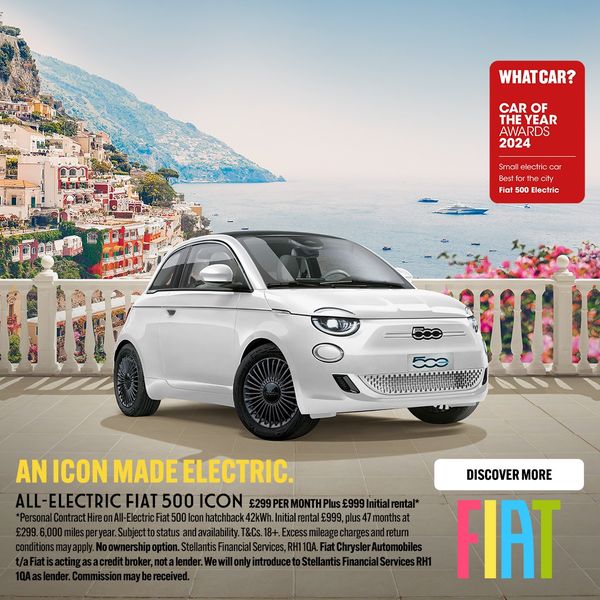 WHATCAR?
CAR OF
THE YEAR
AWARDS
2024
Small electric car
Best for the city
Fiat 500 Electric
500
500
AN ICON MADE ELECTRIC.
DISCOVER MORE
ALL-ELECTRIC FIAT 500 ICON £299 PER MONTH Plus £999 Initial rental*
*Personal Contract Hire on All-Electric Fiat 500 Icon hatchback 42kWh. Initial rental £999, plus 47 months at
£299. 6,000 miles per year. Subject to status and availability. T&Cs. 18+. Excess mileage charges and return
conditions may apply. No ownership option. Stellantis Financial Services, RH1 1QA. Fiat Chrysler Automobiles
t/a Fiat is acting as a credit broker, not a lender. We will only introduce to Stellantis Financial Services RH1
1QA as lender. Commission may be received.
FIAT